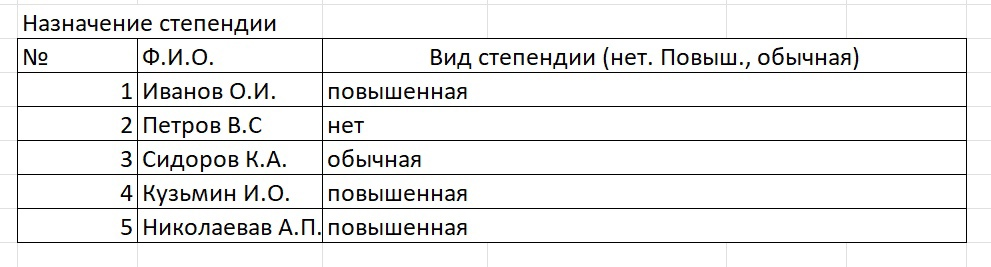 Назначение степендии
№ Ф.И.О. Вид степендии (нет. Повыш., обычная)
1 Иванов О.И. повышенная
2 Петров В.С нет
3 Сидоров К.А. обычная
4 Кузьмин И.О. повышенная
5 Николаевав А.П. повышенная